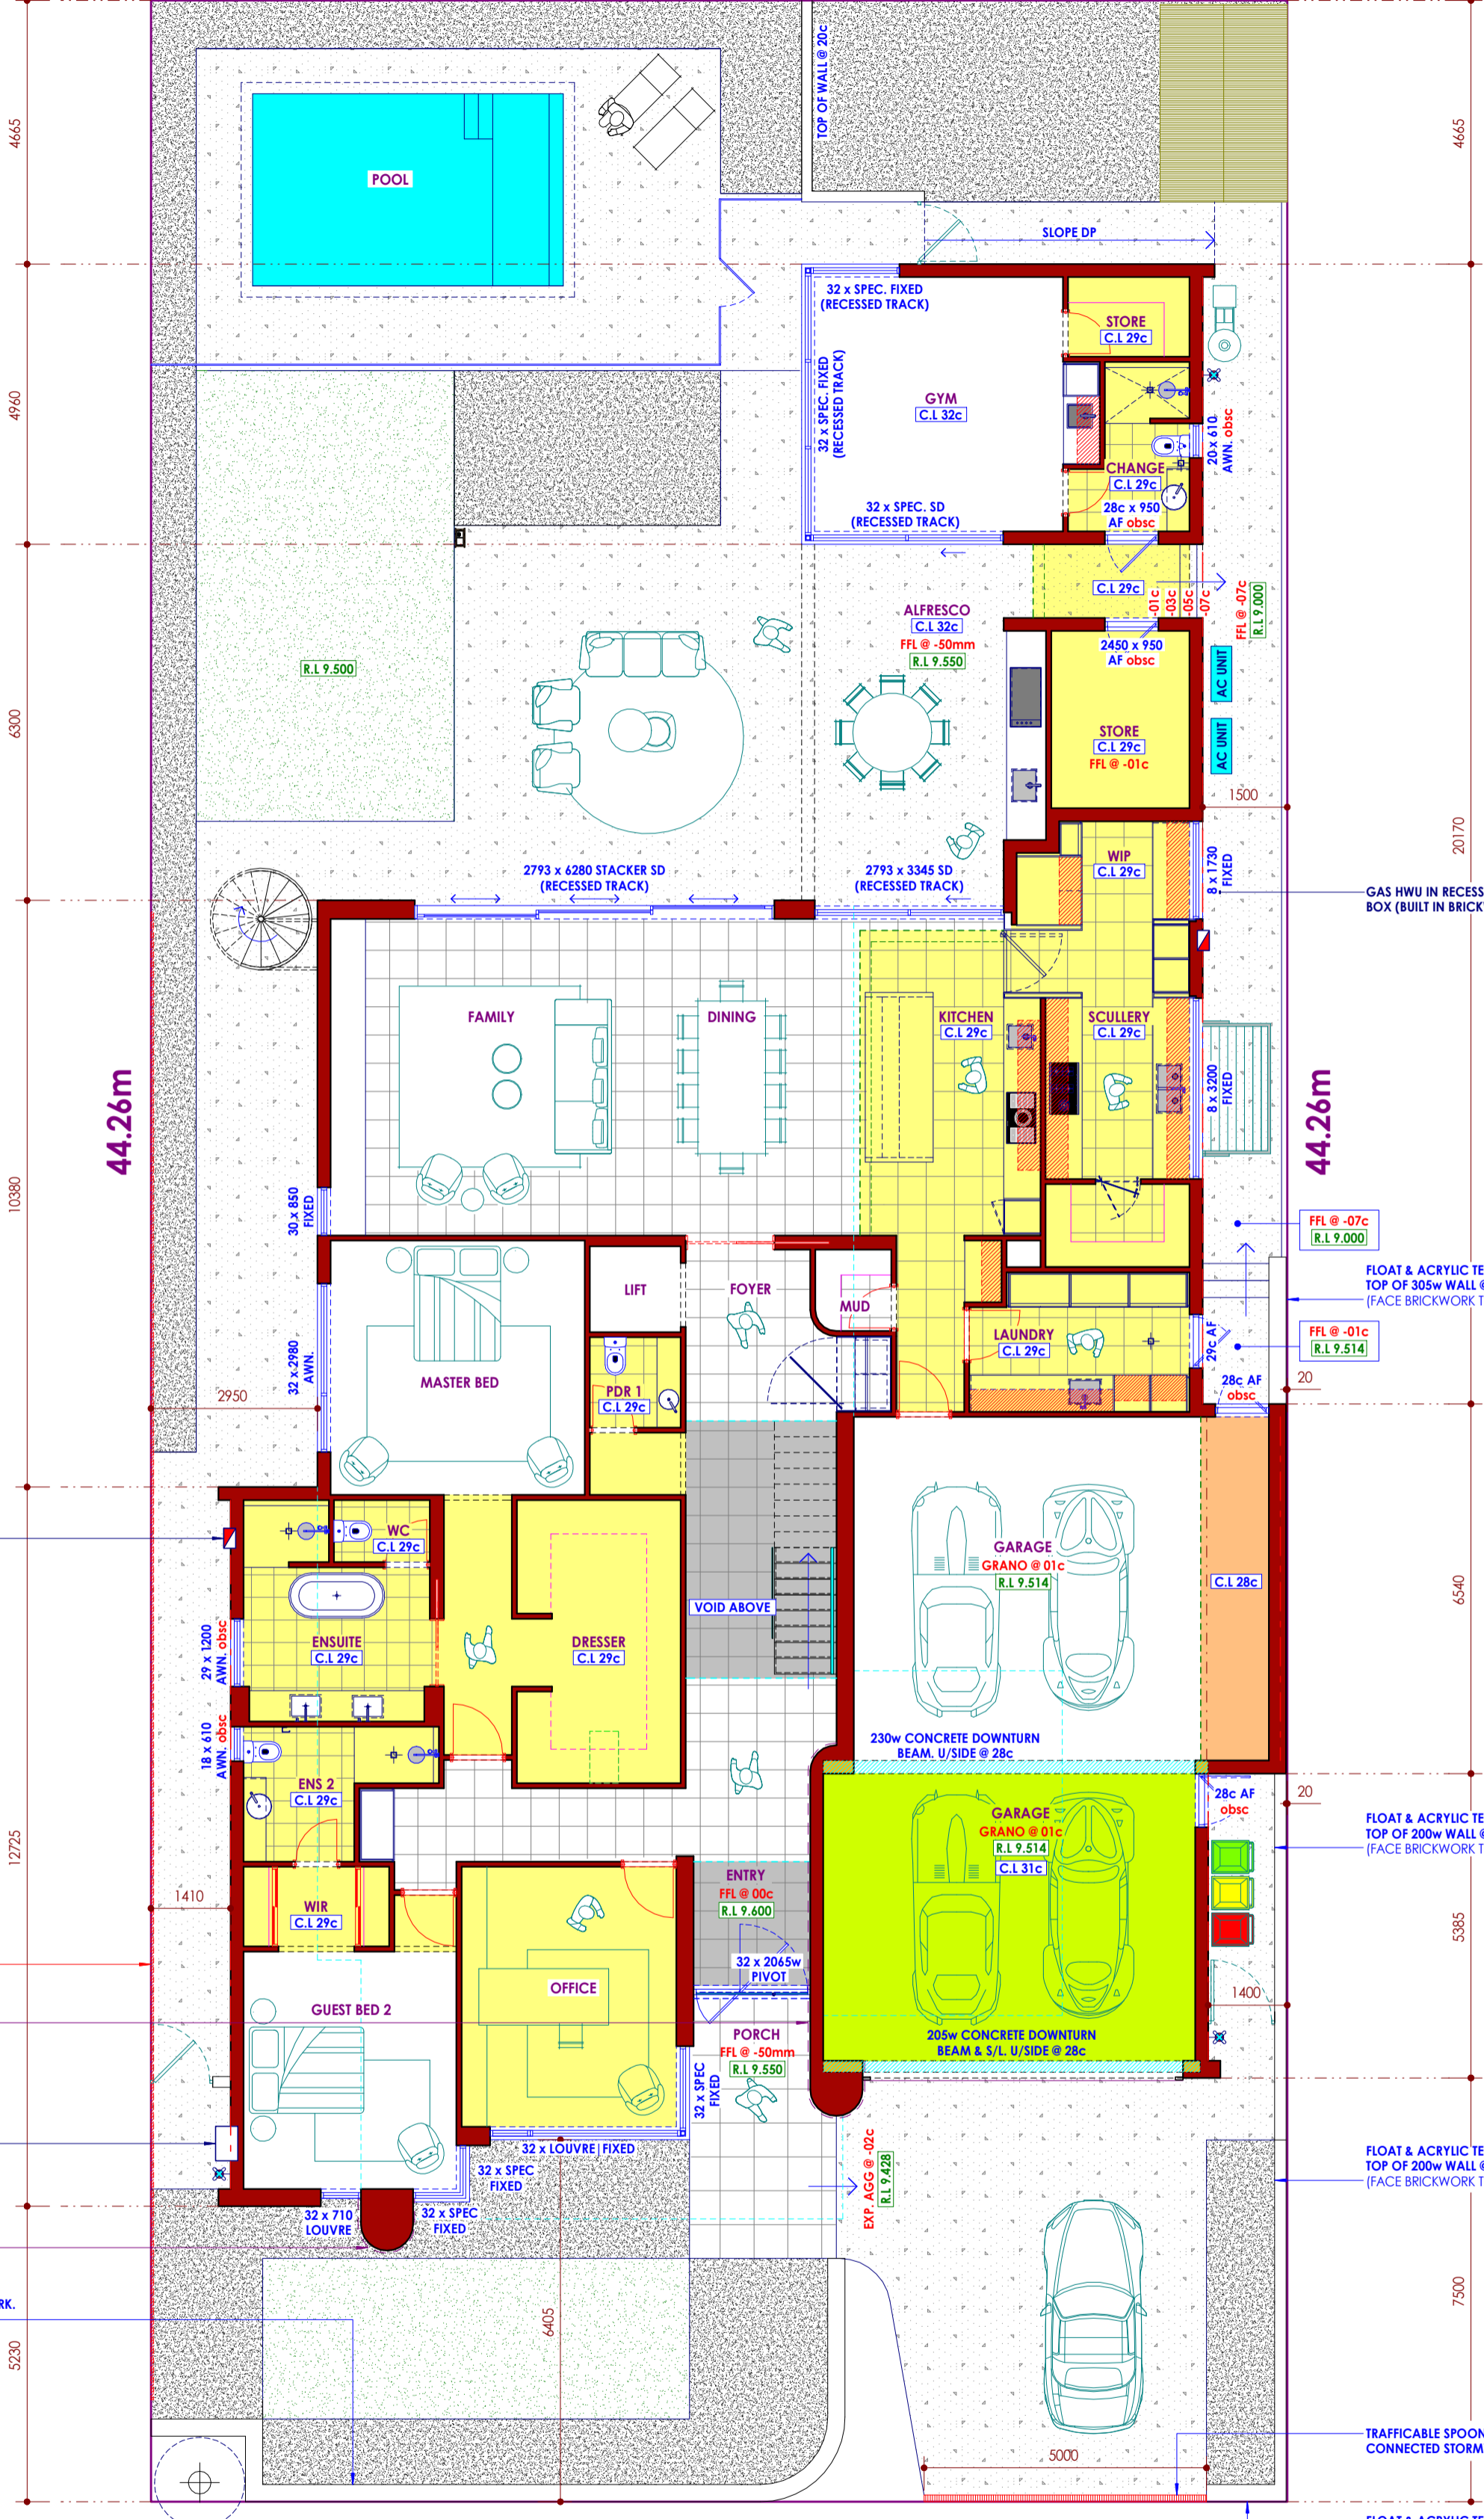 4665
4665
TOP OF WALL @ 20c
POOL
SLOPE DP
32 x SPEC. FIXED
(RECESSED TRACK)
STORE
C.L 29c
32 x SPEC. FIXED
(RECESSED TRACK)
4960
GYM
C.L 32c
20 x 610
AWN. obsc
CHANGE
C.L 29c
32 x SPEC. SD
(RECESSED TRACK)
28c x 950
AF obsc
C.L 29c
-01c
-03c
-05c
-07c
FFL @ -07c
R.L 9.000
ALFRESCO
C.L 32c
FFL @ -50mm
R.L 9.550
2450 x 950
AF obsc
R.L 9.500
AC UNIT
AC UNIT
STORE
C.L 29c
FFL @ -01c
6300
1500
20170
2793 x 6280 STACKER SD
(RECESSED TRACK)
2793 x 3345 SD
(RECESSED TRACK)
WIP
C.L 29c
8 x 1730
FIXED
GAS HWU IN RECESS
BOX (BUILT IN BRICK
FAMILY
DINING
KITCHEN
C.L 29c
SCULLERY
C.L 29c
8 x 3200
FIXED
44.26m
44.26m
10380
30 x 850
FIXED
FFL @ -07c
R.L 9.000
LIFT
FOYER
MUD
FLOAT & ACRYLIC TE
TOP OF 305w WALL @
(FACE BRICKWORK T
LAUNDRY
C.L 29c
29c AF
FFL @ -01c
R.L 9.514
32 x 2980
AWN.
MASTER BED
PDR 1
C.L 29c
28c AF
obsc
20
2950
WC
C.L 29c
GARAGE
GRANO @ 01c
R.L 9.514
C.L 28c
6540
VOID ABOVE
29 x 1200
AWN. obsc
ENSUITE
C.L 29c
DRESSER
C.L 29c
18 x 610
AWN. obsc
230w CONCRETE DOWNTURN
BEAM. U/SIDE @ 28c
ENS 2
C.L 29c
28c AF
obsc
20
GARAGE
GRANO @ 01c
R.L 9.514
C.L 31c
FLOAT & ACRYLIC TE
TOP OF 200w WALL @
(FACE BRICKWORK T
12725
ENTRY
FFL @ 00c
R.L 9.600
1410
WIR
C.L 29c
5385
32 x 2065w
PIVOT
OFFICE
GUEST BED 2
1400
PORCH
FFL @ -50mm
R.L 9.550
205w CONCRETE DOWNTURN
BEAM & S/L. U/SIDE @ 28c
32 x SPEC
FIXED
32 x LOUVRE|FIXED
32 x SPEC
FIXED
EXP. AGG @ -02c
R.L 9.428
FLOAT & ACRYLIC TE
TOP OF 200w WALL @
(FACE BRICKWORK T
32 x 710
LOUVRE
32 x SPEC
FIXED
RK.
6405
7500
5230
TRAFFICABLE SPOON
CONNECTED STORM
5000